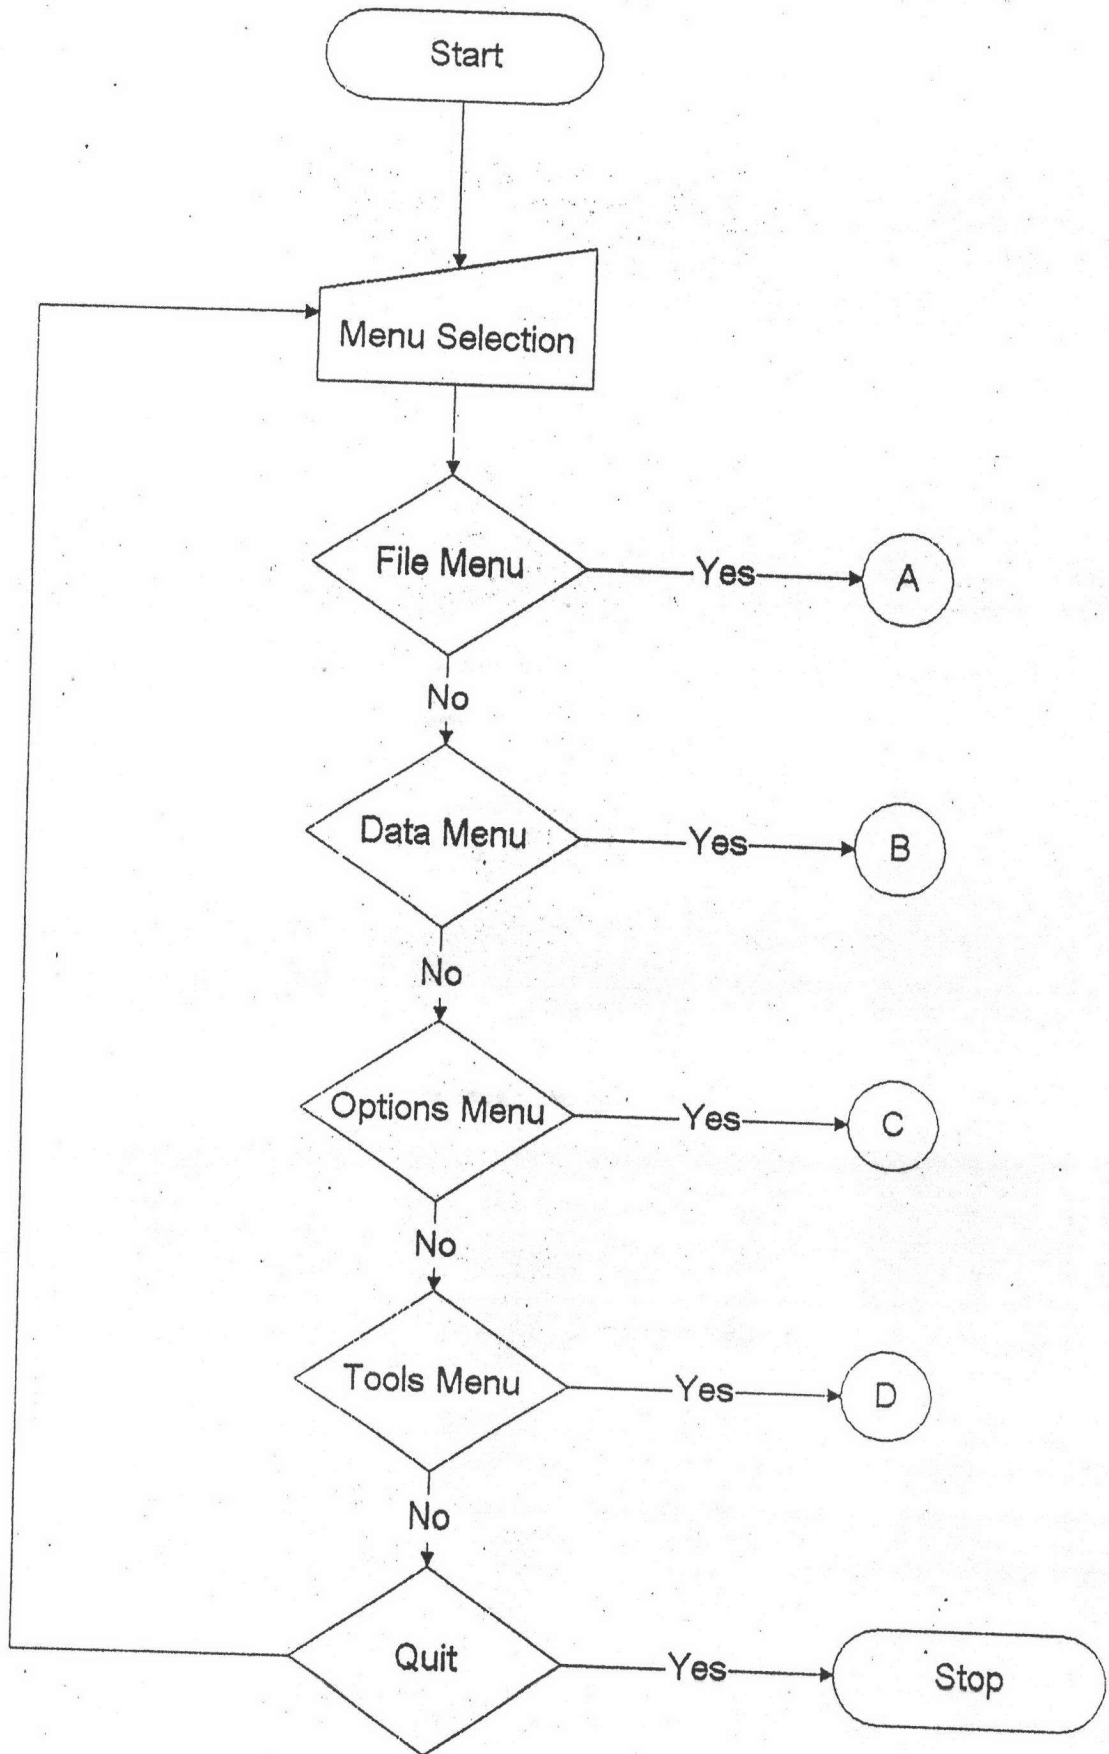 Start
Menu Selection
File Menu
Yes
A
No
Data Menu
Yes
B
No
Options Menu
Yes
C
No
Tools Menu
Yes
D
No
Quit
Yes
Stop